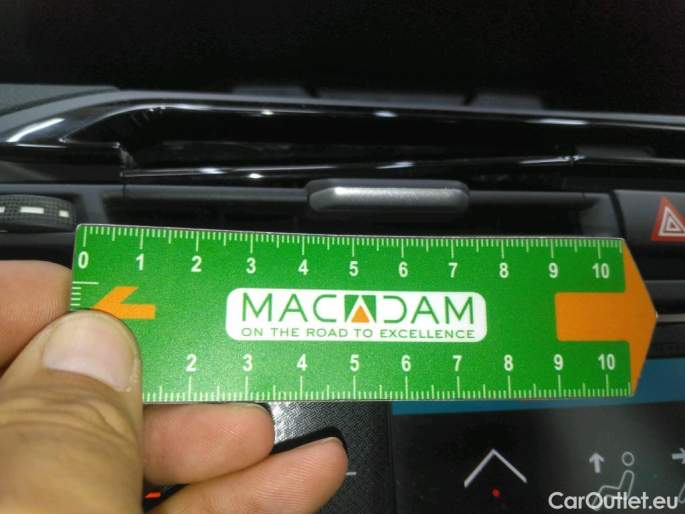 0 1 2 3 4 5 6 7 8 9 10
MACADAM
ON THE ROAD TO EXCELLENCE
2 3 4 5 6 7 8 9 10
CarOutlet.eu